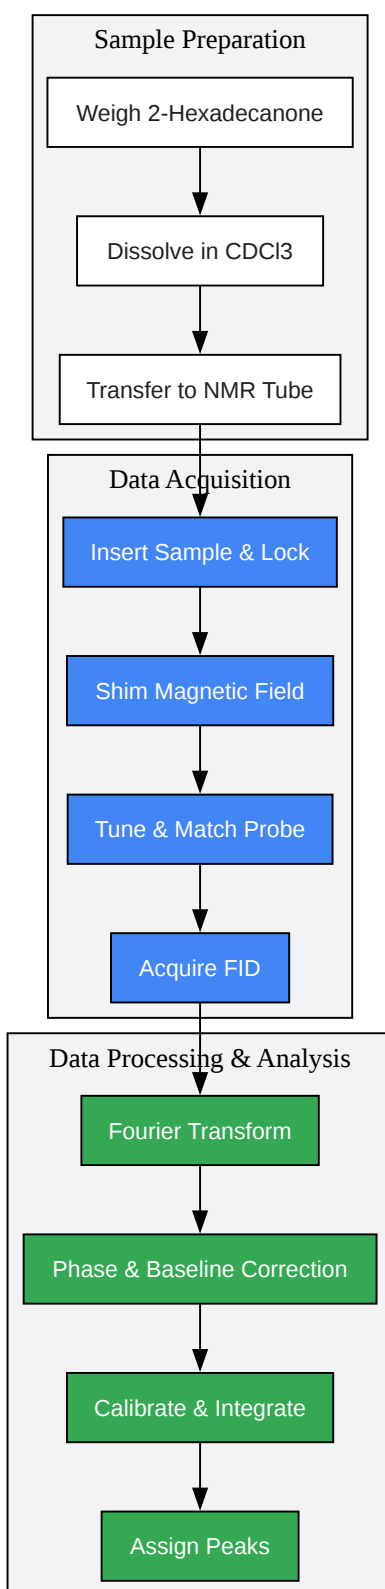 Sample Preparation
Weigh 2-Hexadecanone
Dissolve in CDCl3
Transfer to NMR Tube
Data Acquisition
Insert Sample & Lock
Shim Magnetic Field
Tune & Match Probe
Acquire FID
Data Processing & Analysis
Fourier Transform
Phase & Baseline Correction
Calibrate & Integrate
Assign Peaks